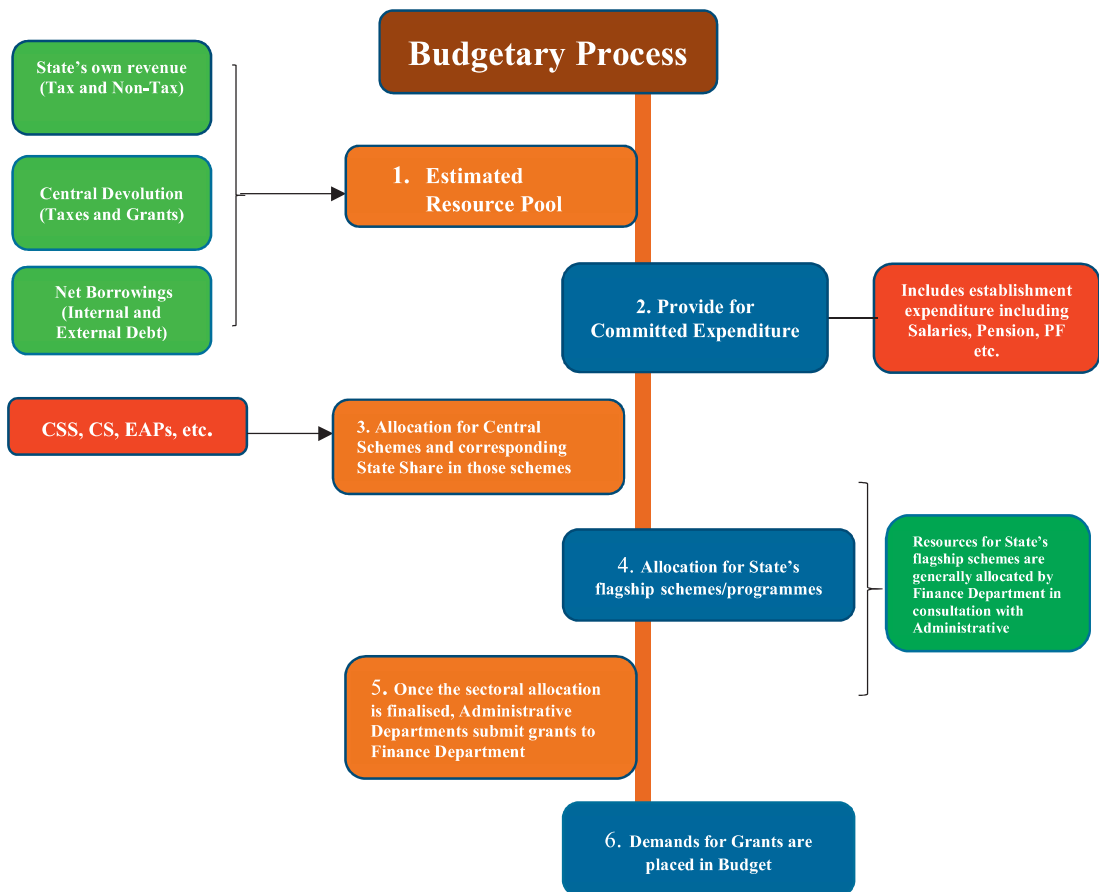 Budgetary Process
State’s own revenue
(Tax and Non-Tax)
Central Devolution
(Taxes and Grants)
Net Borrowings
(Internal and
External Debt)
1. Estimated
Resource Pool
2. Provide for
Committed Expenditure
Includes establishment
expenditure including
Salaries, Pension, PF
etc.
CSS, CS, EAPs, etc.
3. Allocation for Central
Schemes and corresponding
State Share in those schemes
4. Allocation for State’s
flagship schemes/programmes
Resources for State’s
flagship schemes are
generally allocated by
Finance Department in
consultation with
Administrative
5. Once the sectoral allocation
is finalised, Administrative
Departments submit grants to
Finance Department
6. Demands for Grants are
placed in Budget